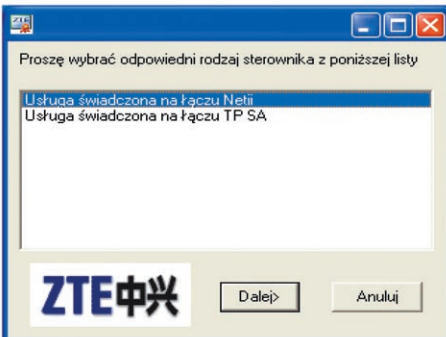 ZTE
Proszę wybrać odpowiedni rodzaj sterownika z poniższej listy
Usługa świadczona na łączu Netii
Usługa świadczona na łączu TP SA
ZTE中兴
Dalej>
Anuluj